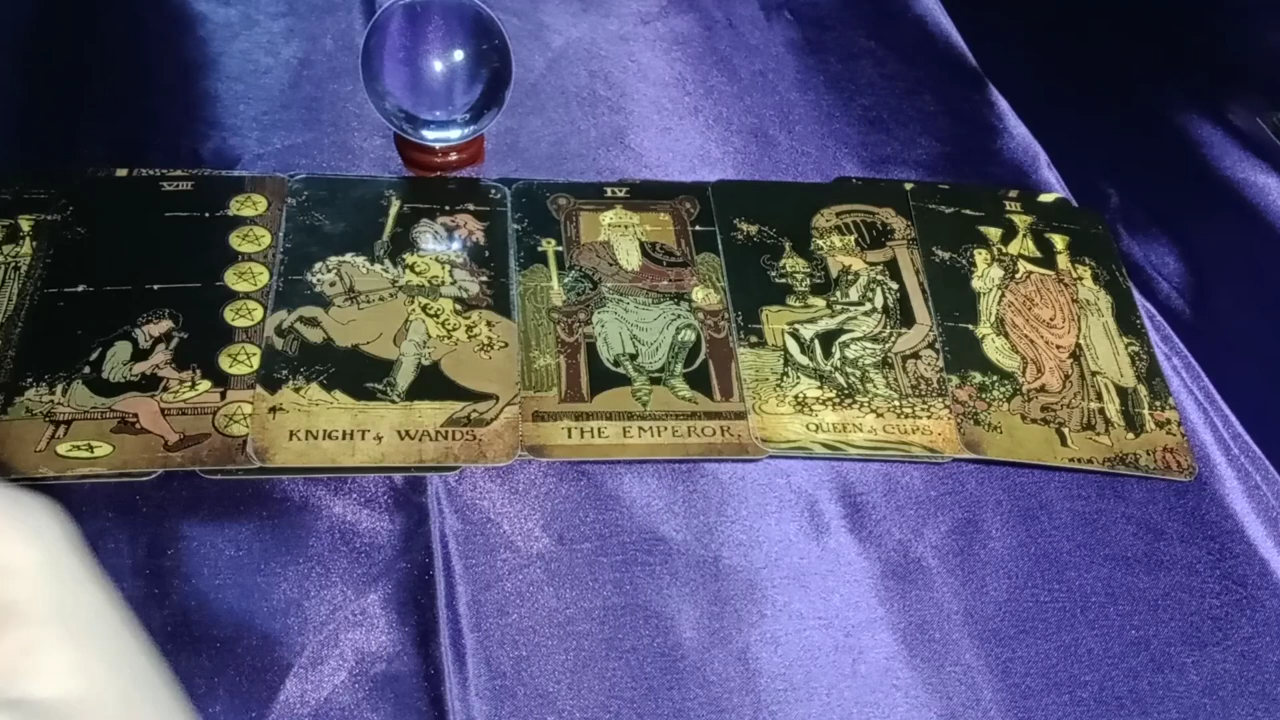 VIII
IV
III
KNIGHT of WANDS.
THE EMPEROR.
QUEEN of CUPS.